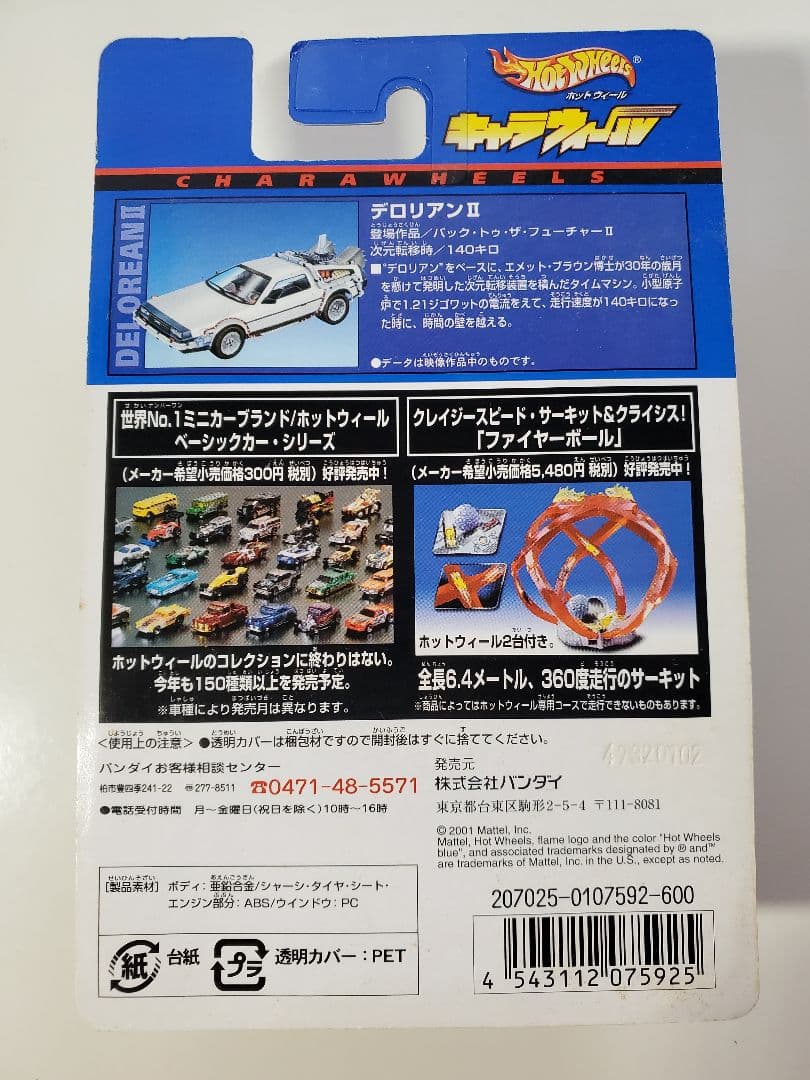 HOT WHEELS®
ホットウィール
キャラウィール
CHARAWHEELS
DELOREAN II
デロリアンII
登場作品/バック・トゥ・ザ・フューチャーII
次元転移時/140キロ
■"デロリアン"をベースに、エメット・ブラウン博士が30年の歳月
を懸けて発明した次元転移装置を積んだタイムマシン。小型原子
炉で1.21ジゴワットの電流をえて、走行速度が140キロになっ
た時に、時間の壁を越える。
●データは映像作品中のものです。
世界No.1ミニカーブランド/ホットウィール
ベーシックカー・シリーズ
(メーカー希望小売価格300円 税別)好評発売中!
ホットウィールのコレクションに終わりはない。
今年も150種類以上を発売予定。
※車種により発売月は異なります。
クレイジースピード・サーキット&クライシス!
「ファイヤーボール」
(メーカー希望小売価格5,480円 税別)好評発売中!
ホットウィール2台付き。
全長6.4メートル、360度走行のサーキット
※商品によってはホットウィール専用コースで走行できないものもあります。
<使用上の注意> ●透明カバーは梱包材ですので開封後はすぐに捨ててください。
バンダイお客様相談センター
柏市豊四季241-22 〠277-8511 ☎0471-48-5571
●電話受付時間 月~金曜日(祝日を除く)10時~16時
発売元
株式会社バンダイ
東京都台東区駒形2-5-4 〒111-8081
© 2001 Mattel, Inc.
Mattel, Hot Wheels, flame logo and the color "Hot Wheels
blue", and associated trademarks designated by ® and™
are trademarks of Mattel, Inc. in the U.S., except as noted.
[製品素材] ボディ:亜鉛合金/シャーシ・タイヤ・シート・
エンジン部分:ABS/ウインドウ:PC
紙 台紙 プラ 透明カバー:PET
207025-0107592-600
4 543112 075925